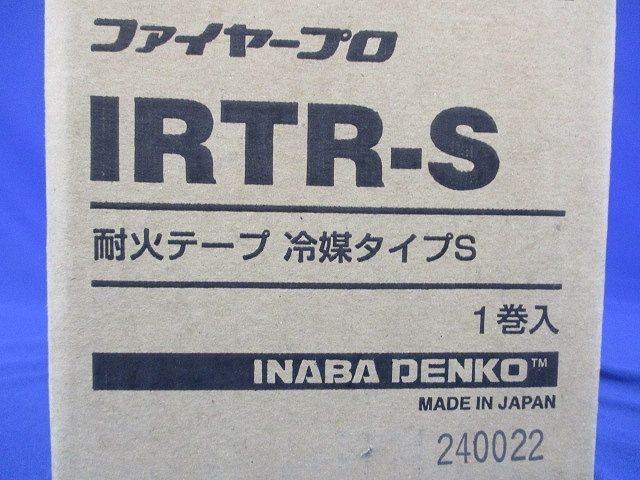 ファイヤープロ
IRTR-S
耐火テープ 冷媒タイプS
1巻入
INABA DENKO™
MADE IN JAPAN
240022